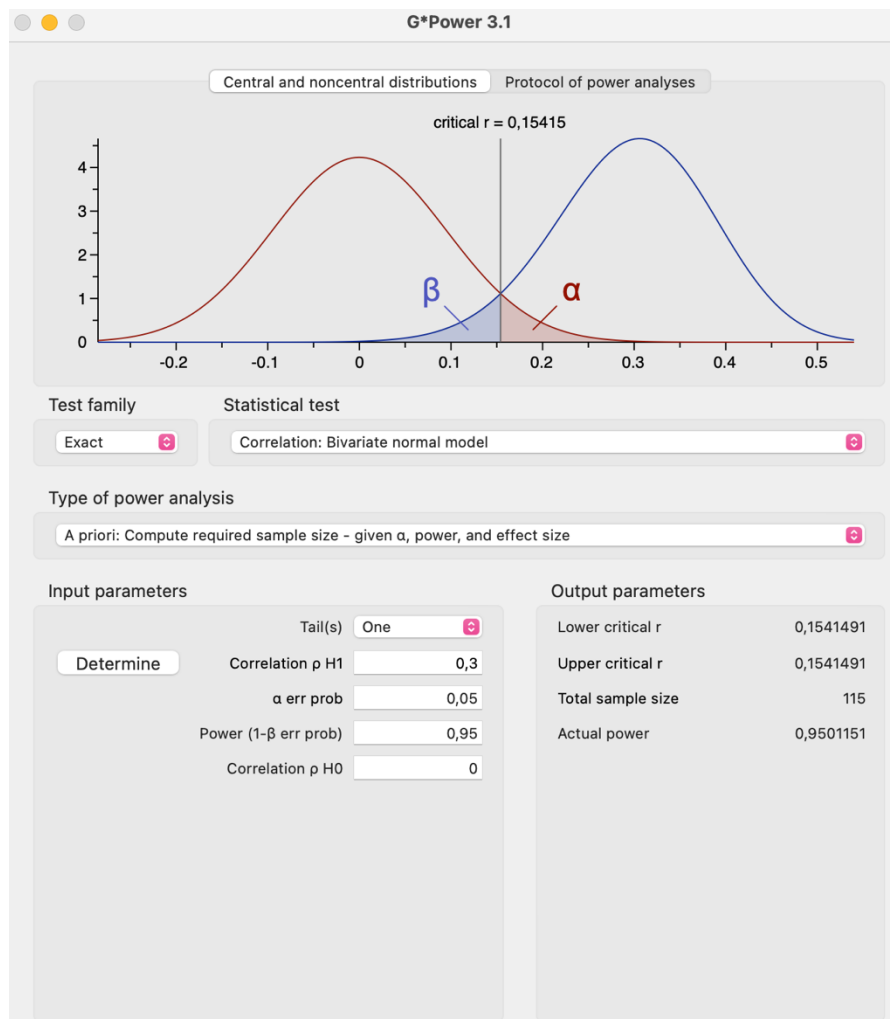 G*Power 3.1
Central and noncentral distributions Protocol of power analyses
critical r = 0,15415
4
3
2
1
0
β
α
-0.2 -0.1 0 0.1 0.2 0.3 0.4 0.5
Test family Statistical test
Exact Correlation: Bivariate normal model
Type of power analysis
A priori: Compute required sample size - given α, power, and effect size
Input parameters Output parameters
Tail(s) One Lower critical r 0,1541491
Determine Correlation ρ H1 0,3 Upper critical r 0,1541491
α err prob 0,05 Total sample size 115
Power (1-β err prob) 0,95 Actual power 0,9501151
Correlation ρ H0 0